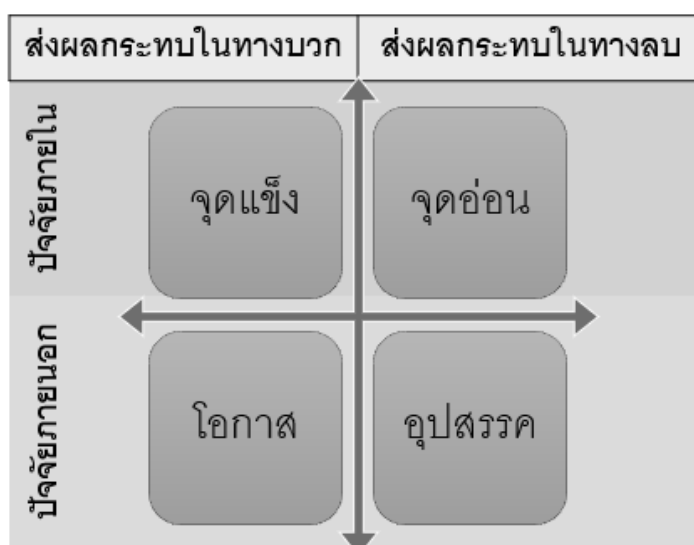 ส่งผลกระทบในทางบวก
ส่งผลกระทบในทางลบ
ปัจจัยภายใน
จุดแข็ง
จุดอ่อน
ปัจจัยภายนอก
โอกาส
อุปสรรค